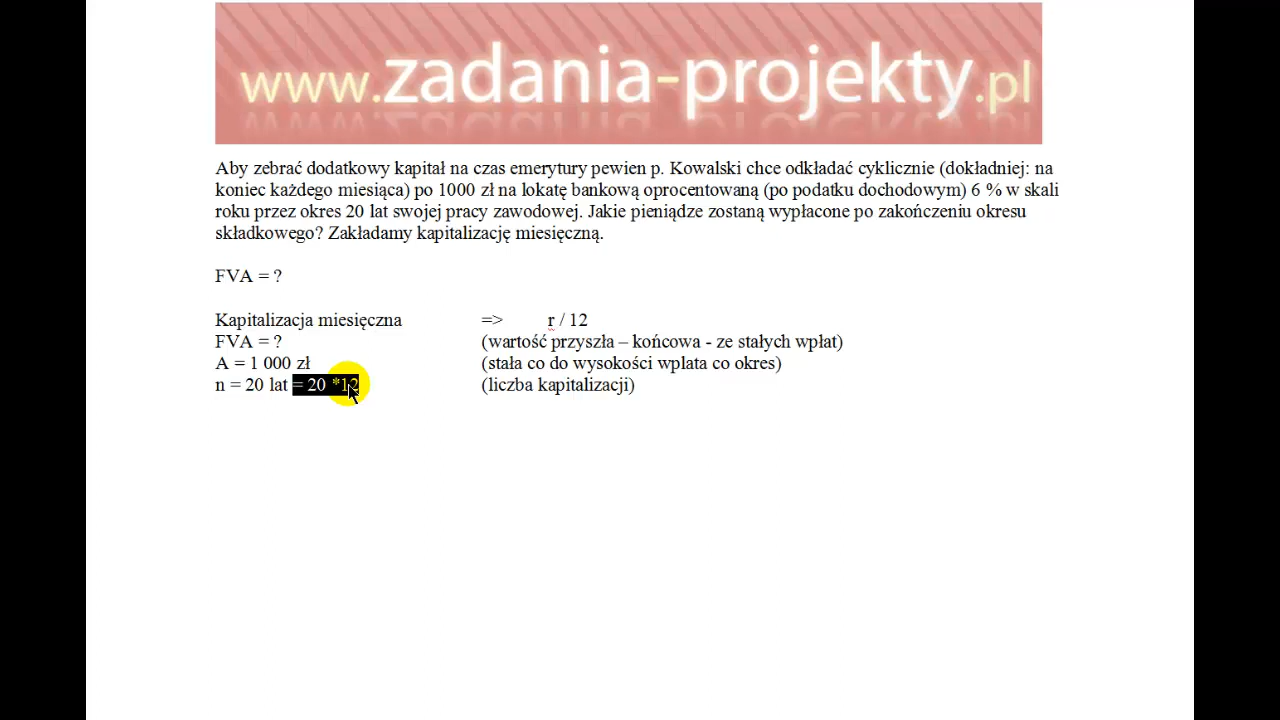 www.zadania-projekty.pl
Aby zebrać dodatkowy kapitał na czas emerytury pewien p. Kowalski chce odkładać cyklicznie (dokładniej: na
koniec każdego miesiąca) po 1000 zł na lokatę bankową oprocentowaną (po podatku dochodowym) 6 % w skali
roku przez okres 20 lat swojej pracy zawodowej. Jakie pieniądze zostaną wypłacone po zakończeniu okresu
składkowego? Zakładamy kapitalizację miesięczną.
FVA = ?
Kapitalizacja miesięczna => r / 12
FVA = ? (wartość przyszła – końcowa - ze stałych wpłat)
A = 1 000 zł (stała co do wysokości wplata co okres)
n = 20 lat = 20 *12 (liczba kapitalizacji)